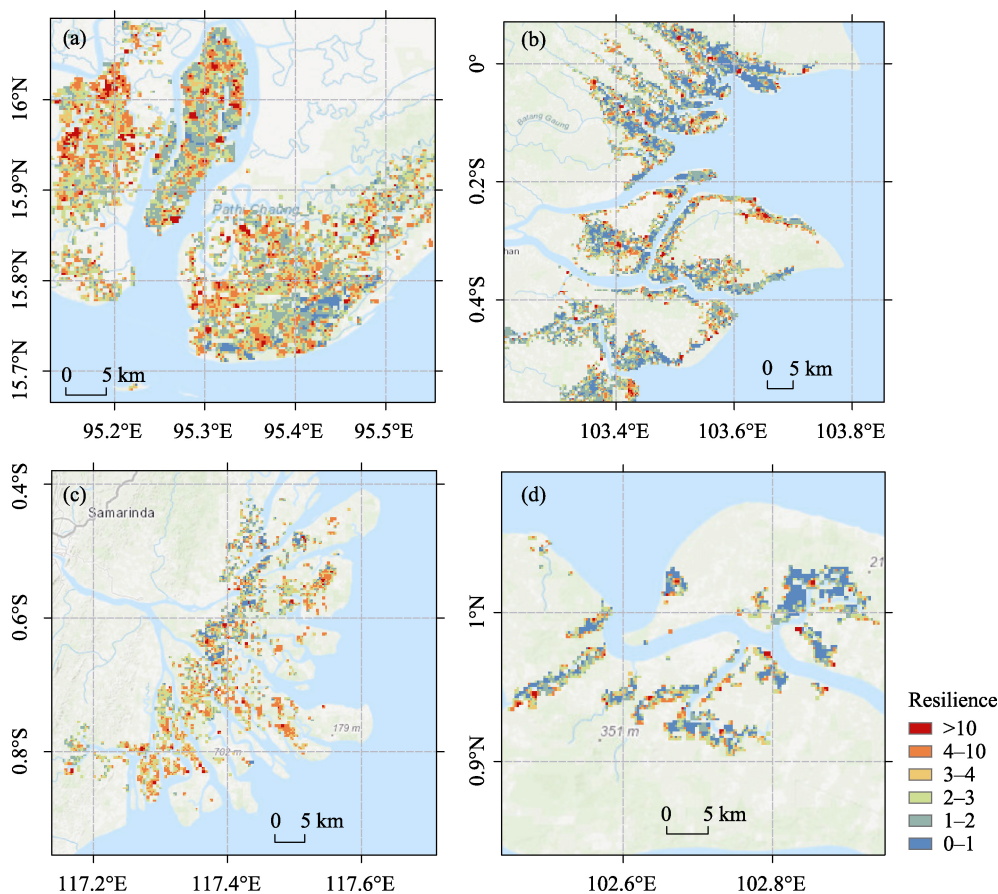 (a)
16°N
15.9°N
15.8°N
15.7°N
Pathi Chaung
0 5 km
95.2°E 95.3°E 95.4°E 95.5°E
(b)
0°
0.2°S
0.4°S
Batang Gaung
han
0 5 km
103.4°E 103.6°E 103.8°E
(c)
0.4°S
0.6°S
0.8°S
Samarinda
179 m
702 m
0 5 km
117.2°E 117.4°E 117.6°E
(d)
1°N
0.9°N
21
351 m
0 5 km
102.6°E 102.8°E
Resilience
>10
4–10
3–4
2–3
1–2
0–1